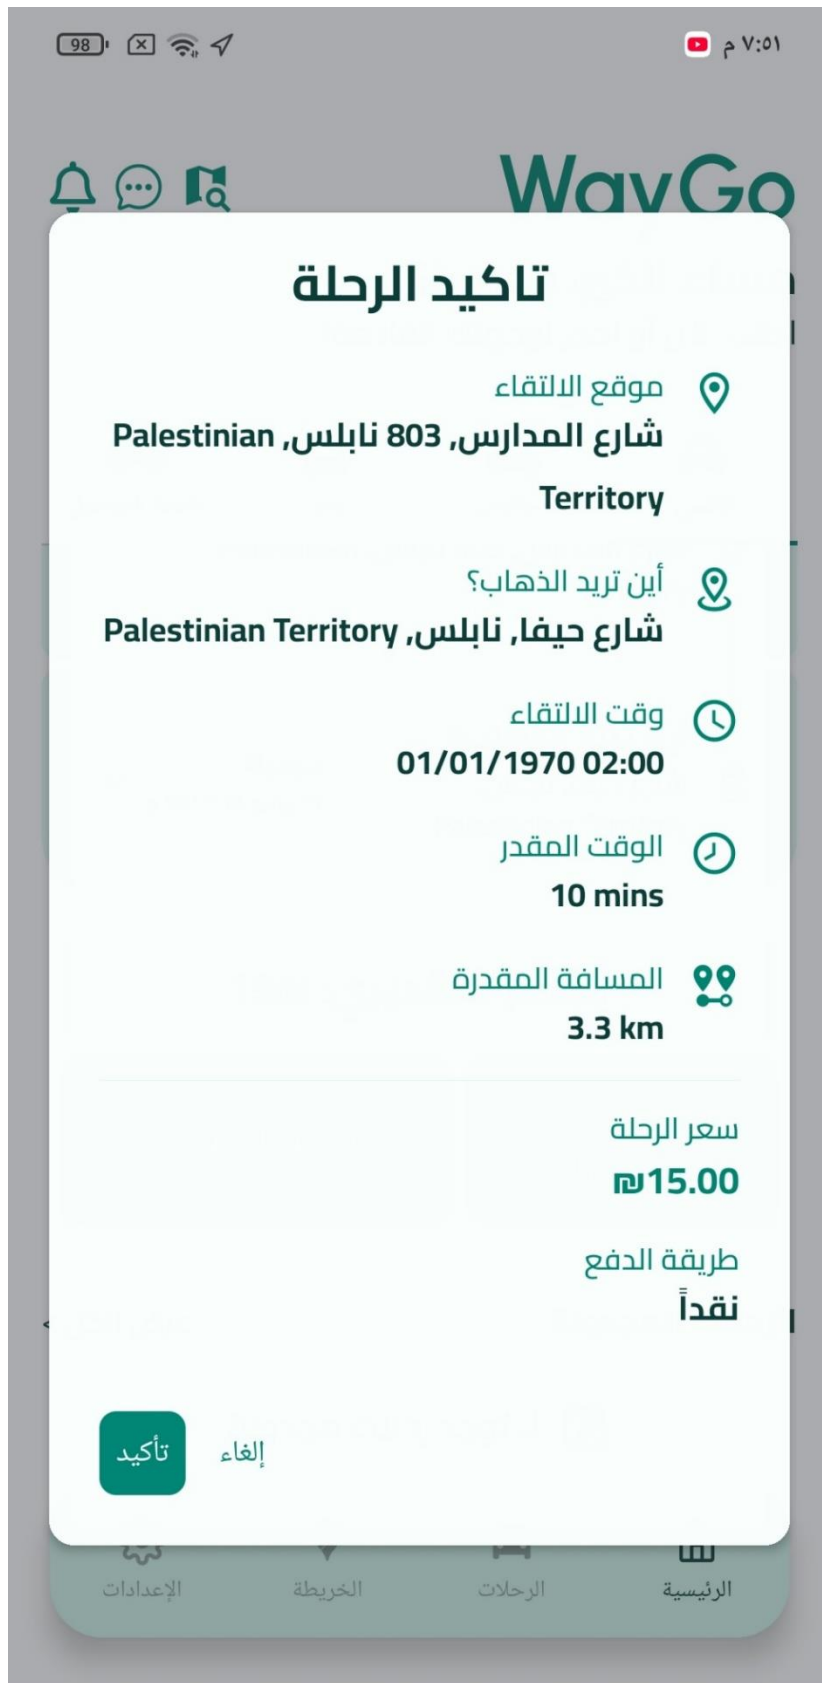 ٧:٥١ م
98
WayGo
تاكيد الرحلة
موقع الالتقاء
شارع المدارس, 803 نابلس, Palestinian
Territory
أين تريد الذهاب؟
شارع حيفا, نابلس, Palestinian Territory
وقت الالتقاء
01/01/1970 02:00
الوقت المقدر
10 mins
المسافة المقدرة
3.3 km
سعر الرحلة
₪15.00
طريقة الدفع
نقداً
إلغاء
تأكيد
الرئيسية
الرحلات
الخريطة
الإعدادات